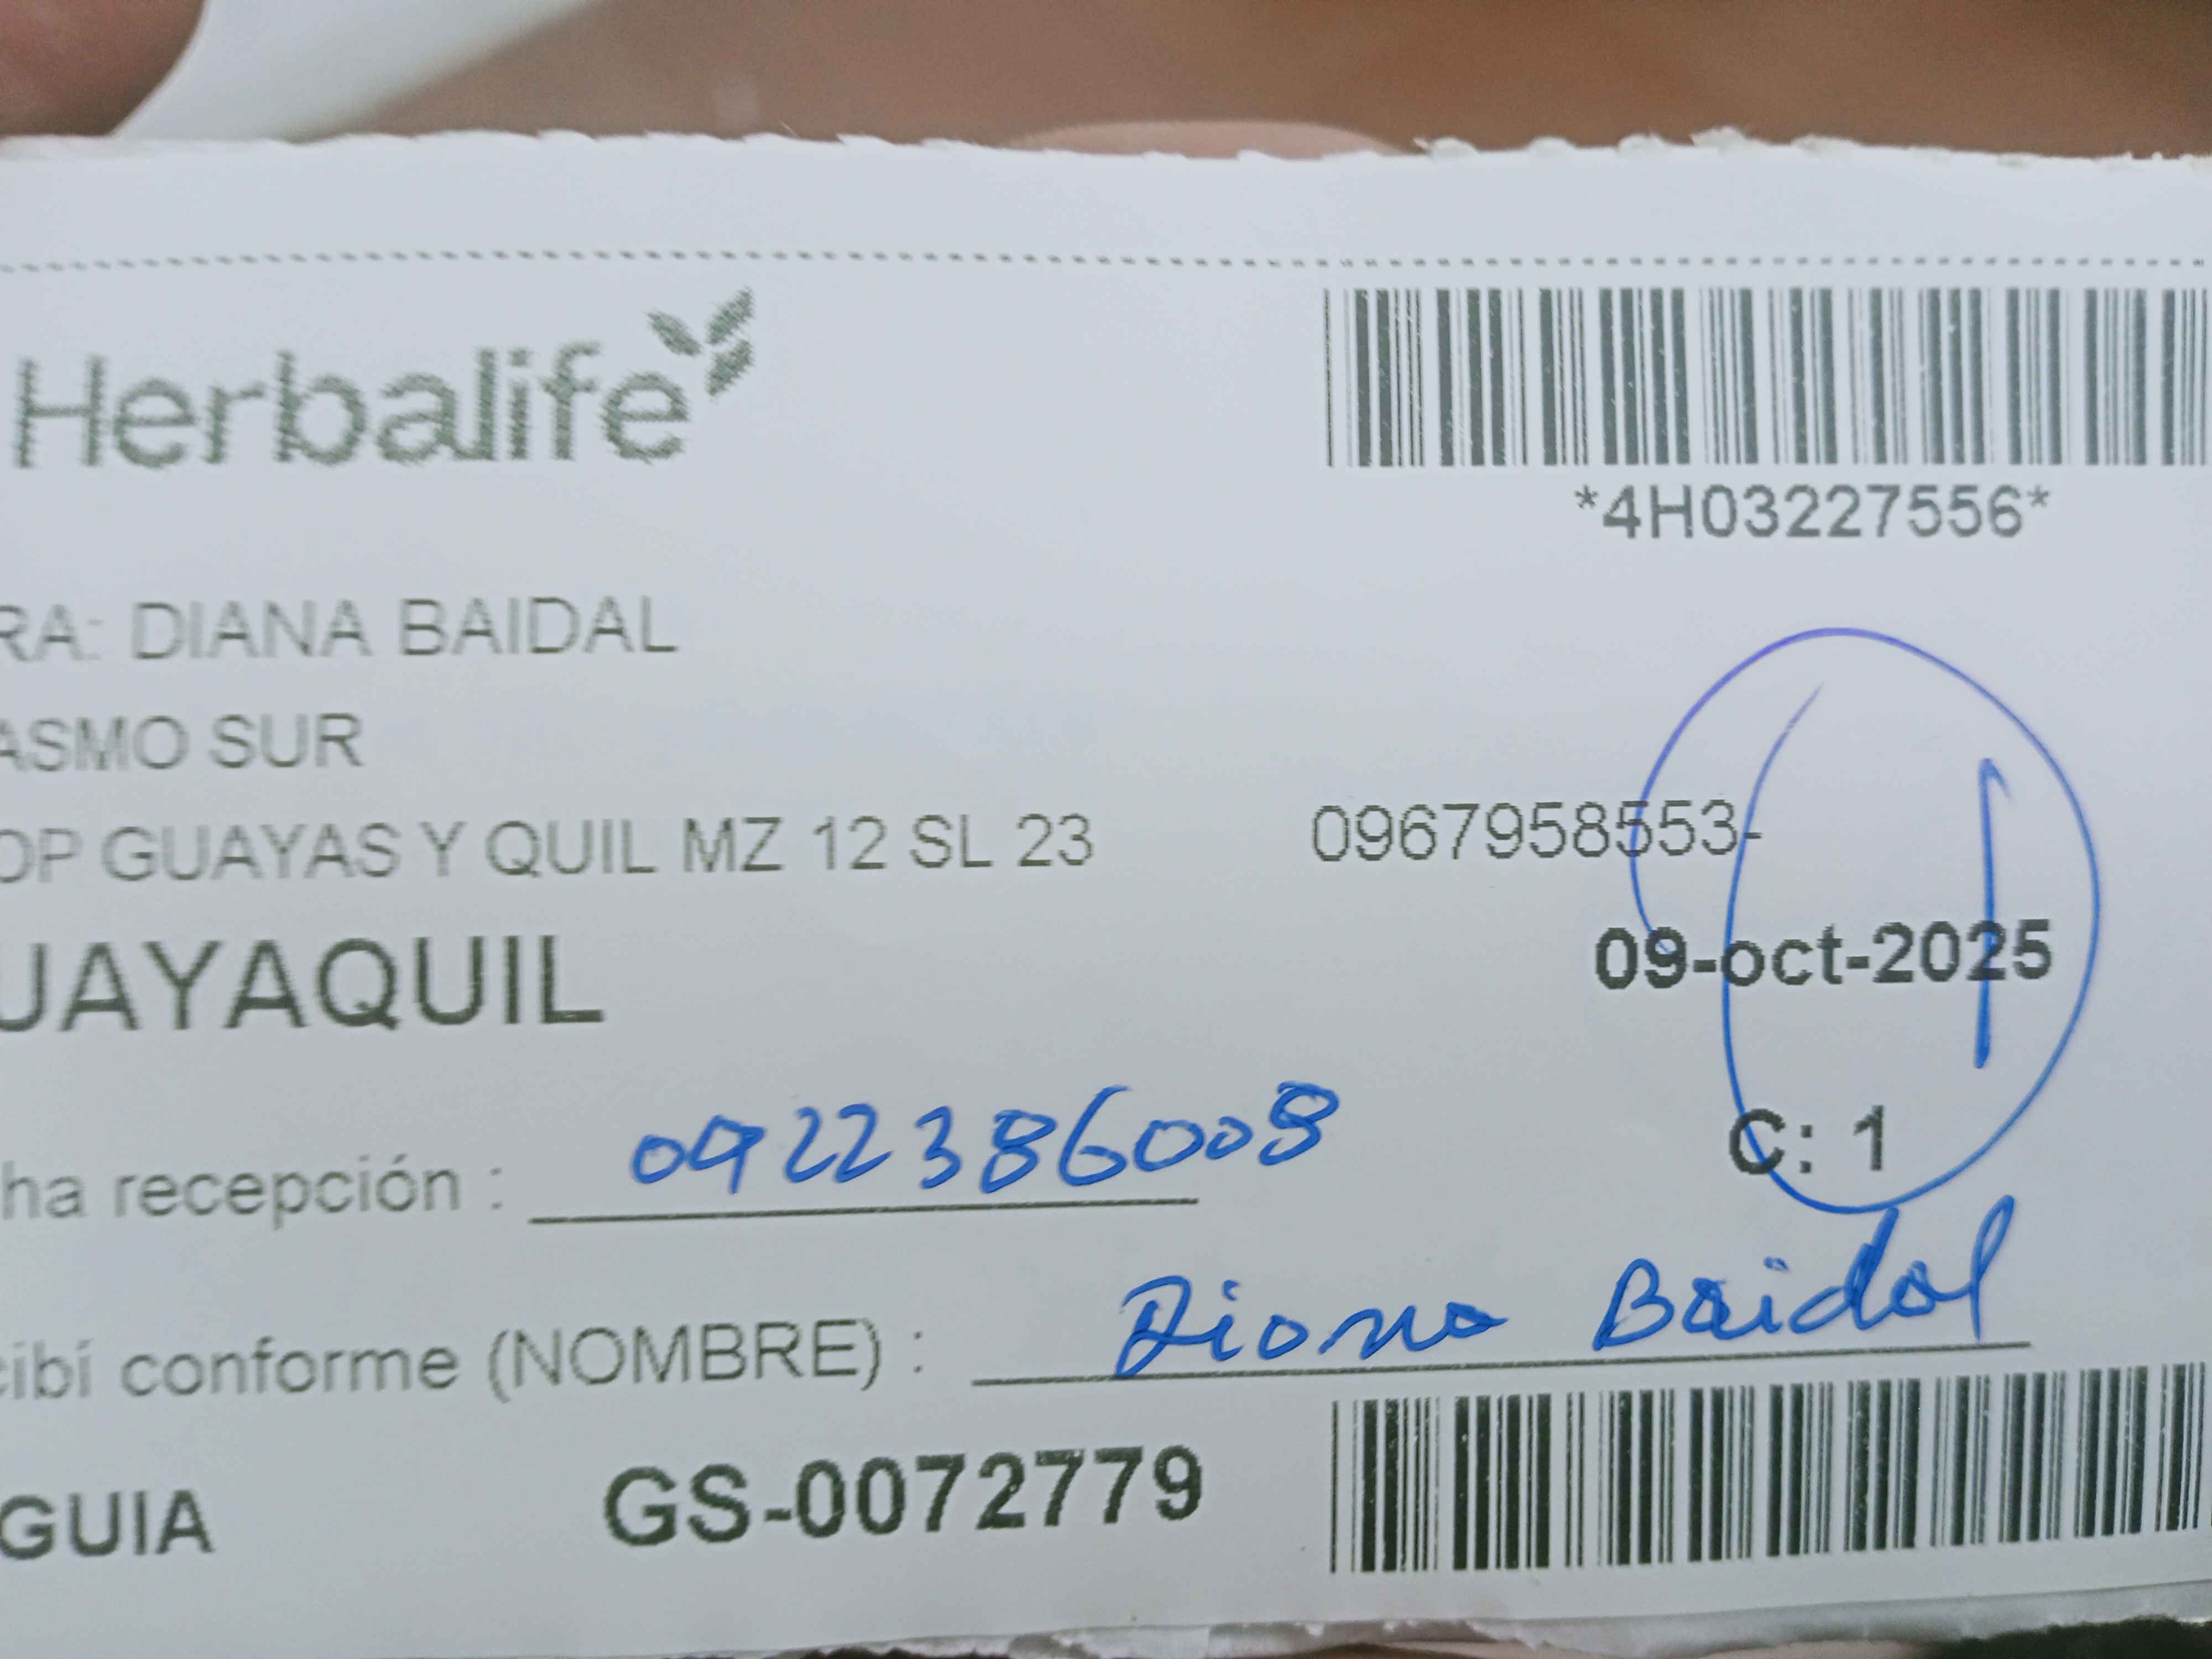 Herbalife
*4H03227556*
RA: DIANA BAIDAL
ASMO SUR
OP GUAYAS Y QUIL MZ 12 SL 23 0967958553-
UAYAQUIL
09-oct-2025
C: 1
ha recepción : 0922386008
cibí conforme (NOMBRE) : Diana Baidal
GUIA GS-0072779